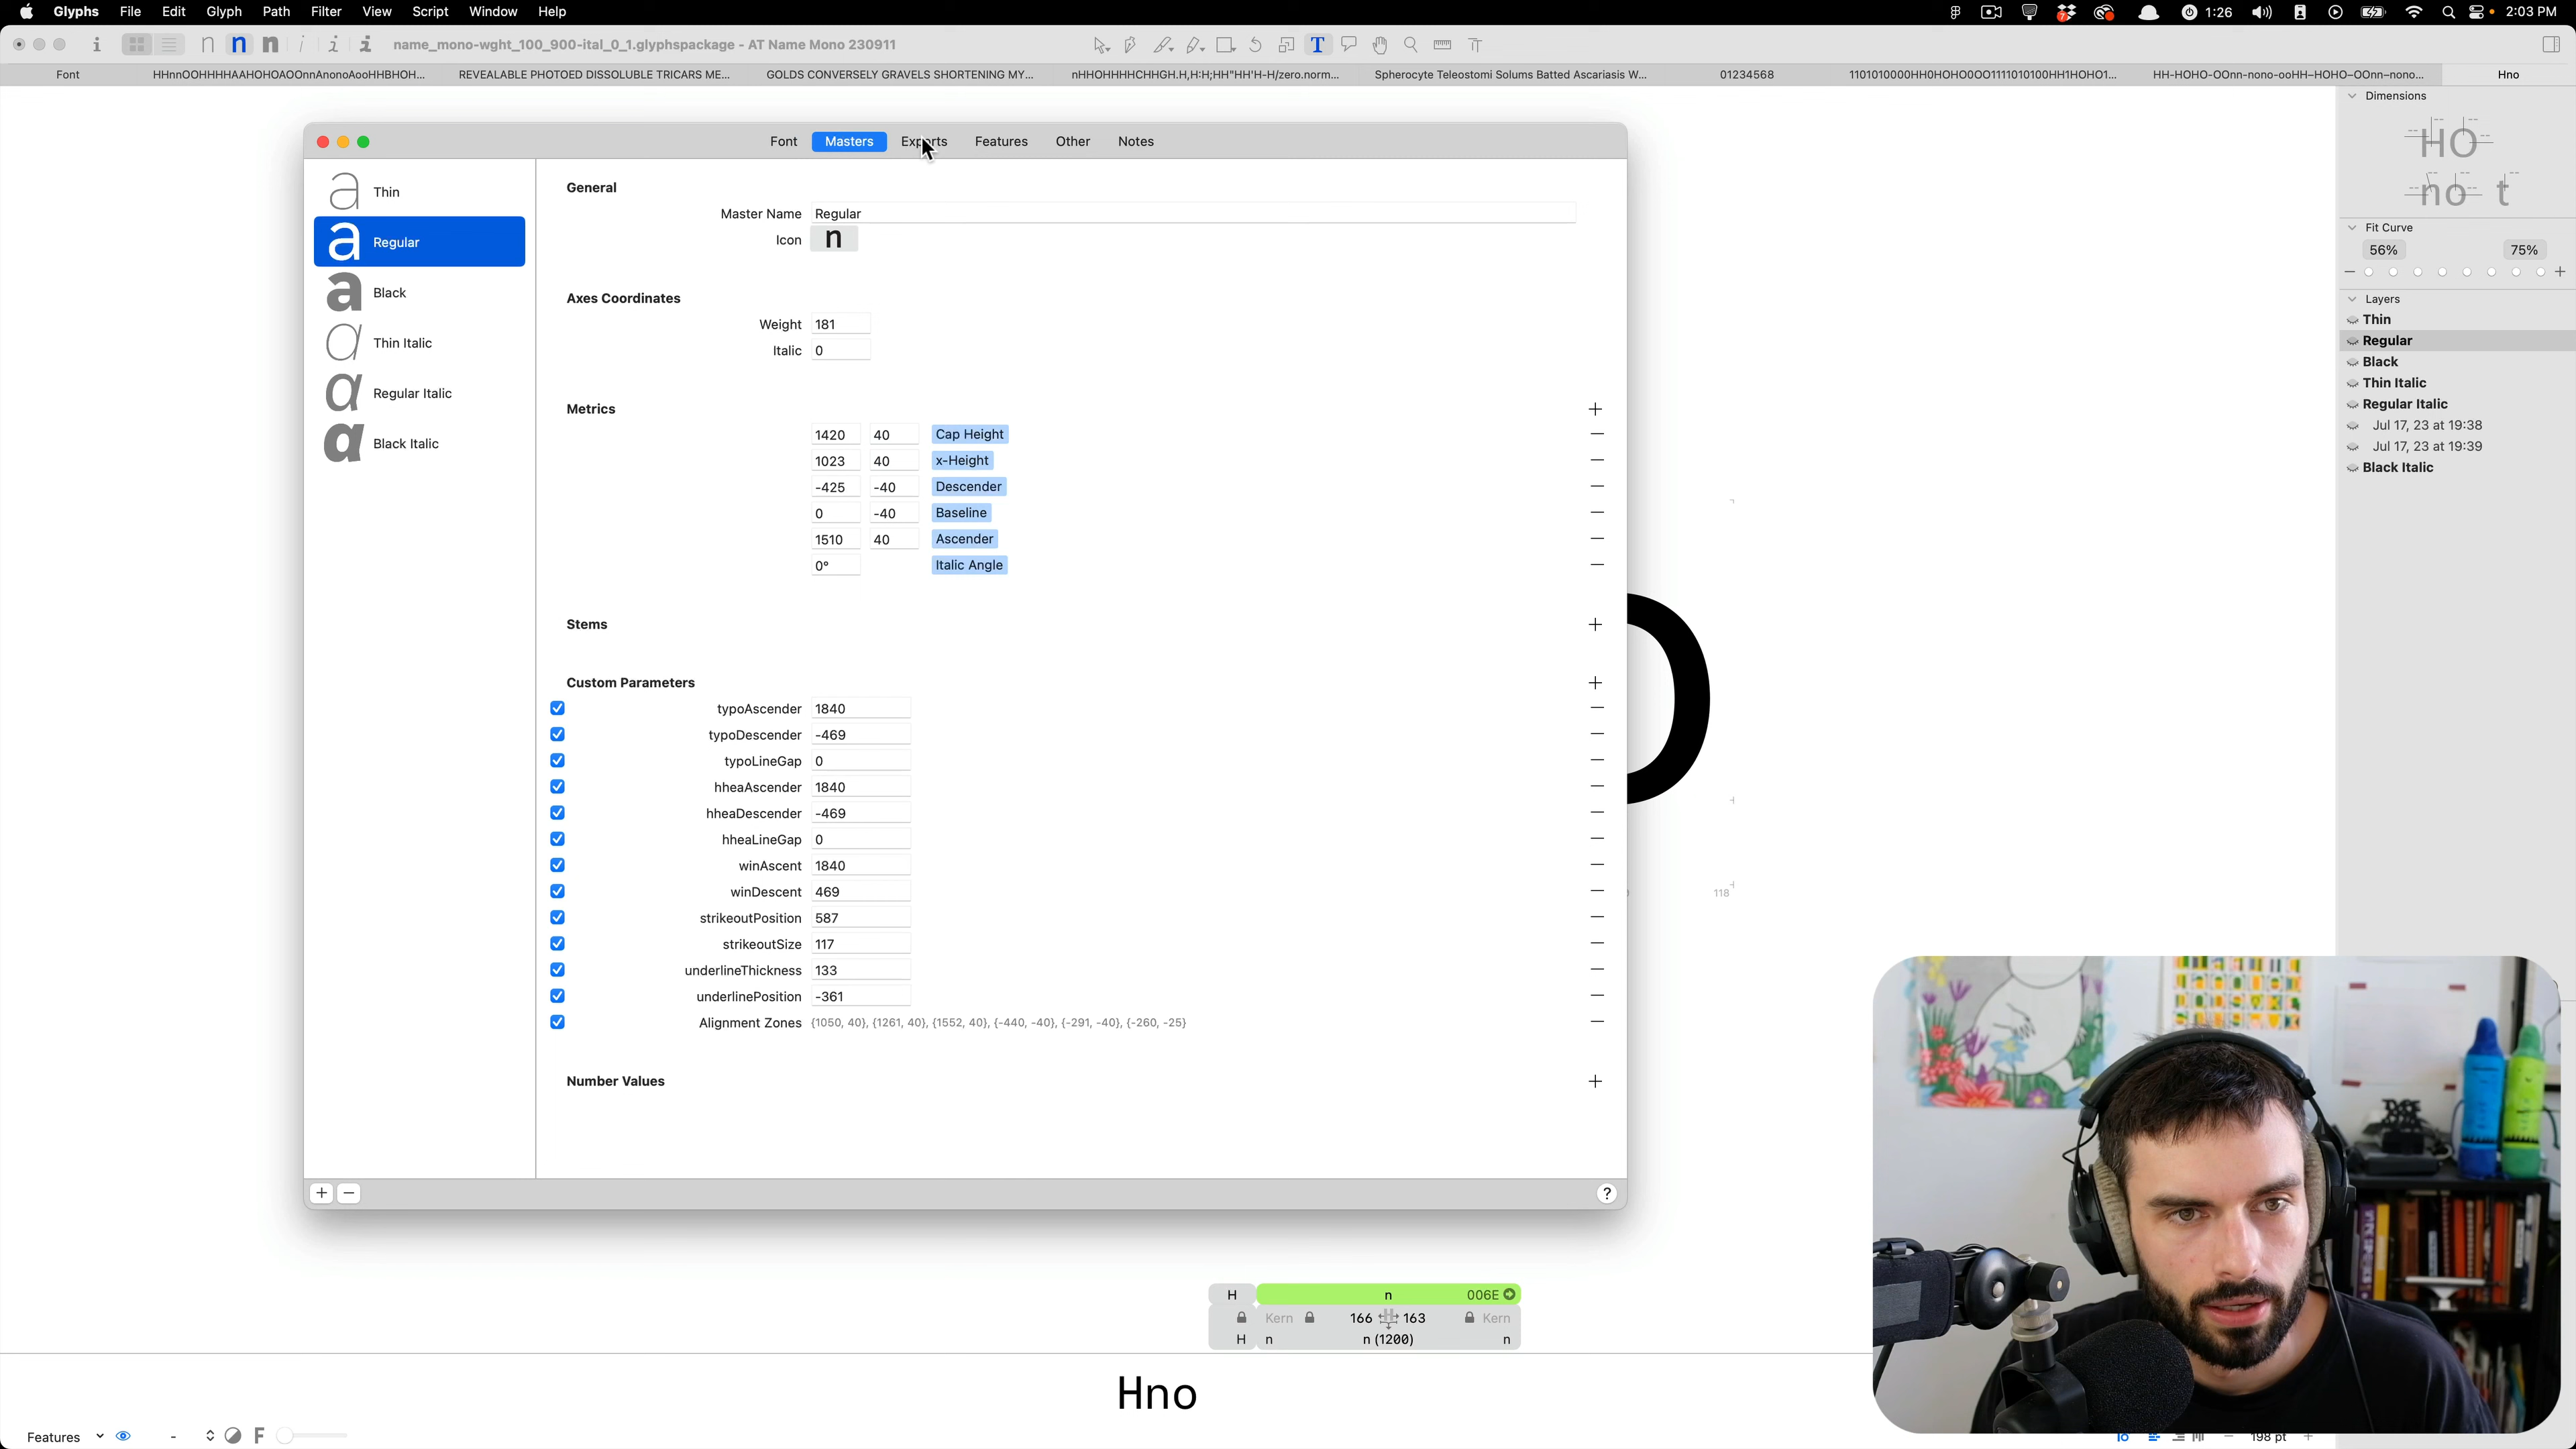 Glyphs File Edit Glyph Path Filter View Script Window Help
7 1:26 2:03 PM
name_mono-wght_100_900-ital_0_1.glyphspackage - AT Name Mono 230911
Font HHnnOOHHHHAAHOHOAOOnnAnonoAooHHBHOH... REVEALABLE PHOTOED DISSOLUBLE TRICARS ME... GOLDS CONVERSELY GRAVELS SHORTENING MY... nHHOHHHHCHHGH.H,H:H;HH"HH'H-H/zero.norm... Spherocyte Teleostomi Solums Batted Ascariasis W... 01234568 1101010000HH0HOHO0OO1111010100HH1HOHO1... HH-HOHO-OOnn-nono-ooHH–HOHO–OOnn–nono... Hno
Font Masters Exports Features Other Notes
a Thin
a Regular
a Black
a Thin Italic
a Regular Italic
a Black Italic
General
Master Name Regular
Icon n
Axes Coordinates
Weight 181
Italic 0
Metrics
1420 40 Cap Height
1023 40 x-Height
-425 -40 Descender
0 -40 Baseline
1510 40 Ascender
0° Italic Angle
Stems
Custom Parameters
typoAscender 1840
typoDescender -469
typoLineGap 0
hheaAscender 1840
hheaDescender -469
hheaLineGap 0
winAscent 1840
winDescent 469
strikeoutPosition 587
strikeoutSize 117
underlineThickness 133
underlinePosition -361
Alignment Zones {1050, 40}, {1261, 40}, {1552, 40}, {-440, -40}, {-291, -40}, {-260, -25}
Number Values
Dimensions
HO
no t
Fit Curve
56% 75%
Layers
Thin
Regular
Black
Thin Italic
Regular Italic
Jul 17, 23 at 19:38
Jul 17, 23 at 19:39
Black Italic
118
H n 006E
Kern 166 163 Kern
H n n (1200) n
Hno
Features - F 198 pt